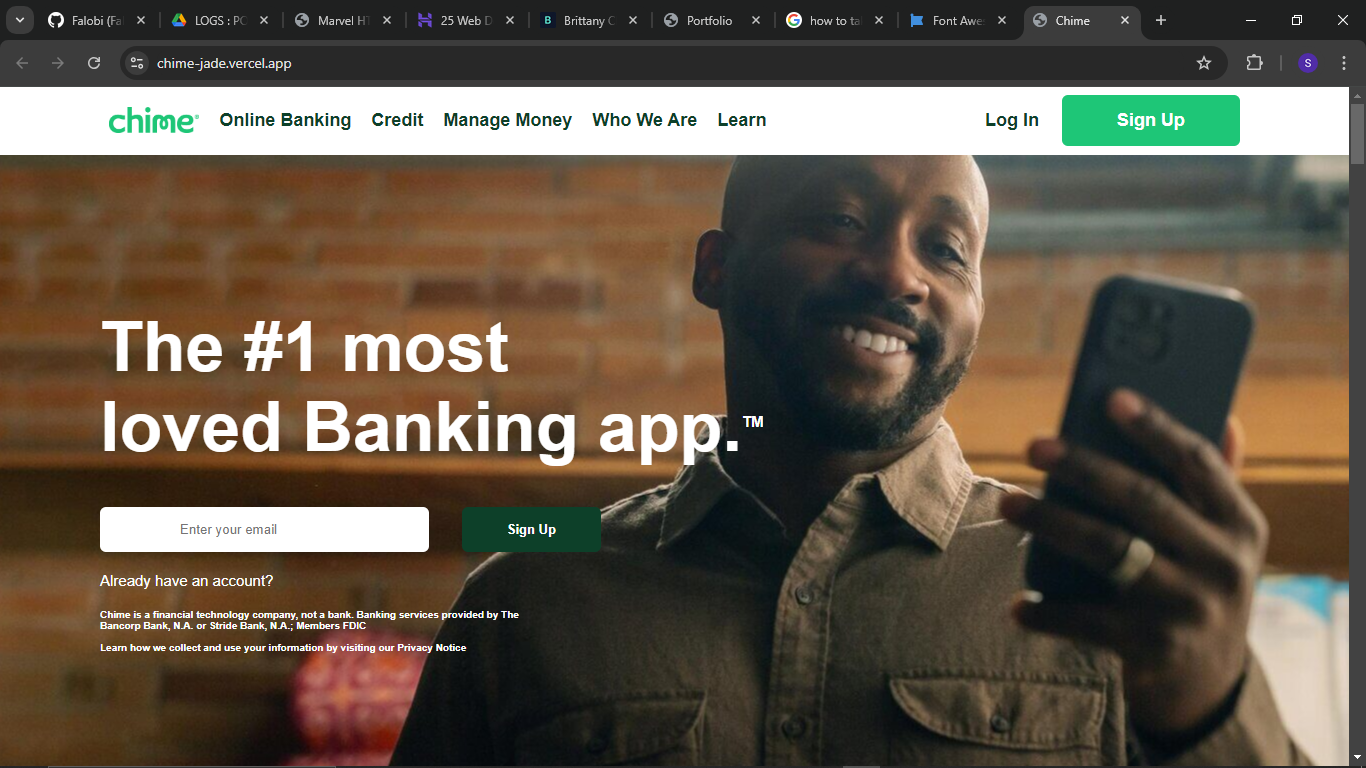 Falobi (Fa
LOGS : PC
Marvel HT
25 Web D
Brittany C
Portfolio
how to ta
Font Awe
Chime
chime-jade.vercel.app
S
chime
Online Banking
Credit
Manage Money
Who We Are
Learn
Log In
Sign Up
The #1 most
loved Banking app.™
Enter your email
Sign Up
Already have an account?
Chime is a financial technology company, not a bank. Banking services provided by The
Bancorp Bank, N.A. or Stride Bank, N.A.; Members FDIC
Learn how we collect and use your information by visiting our Privacy Notice